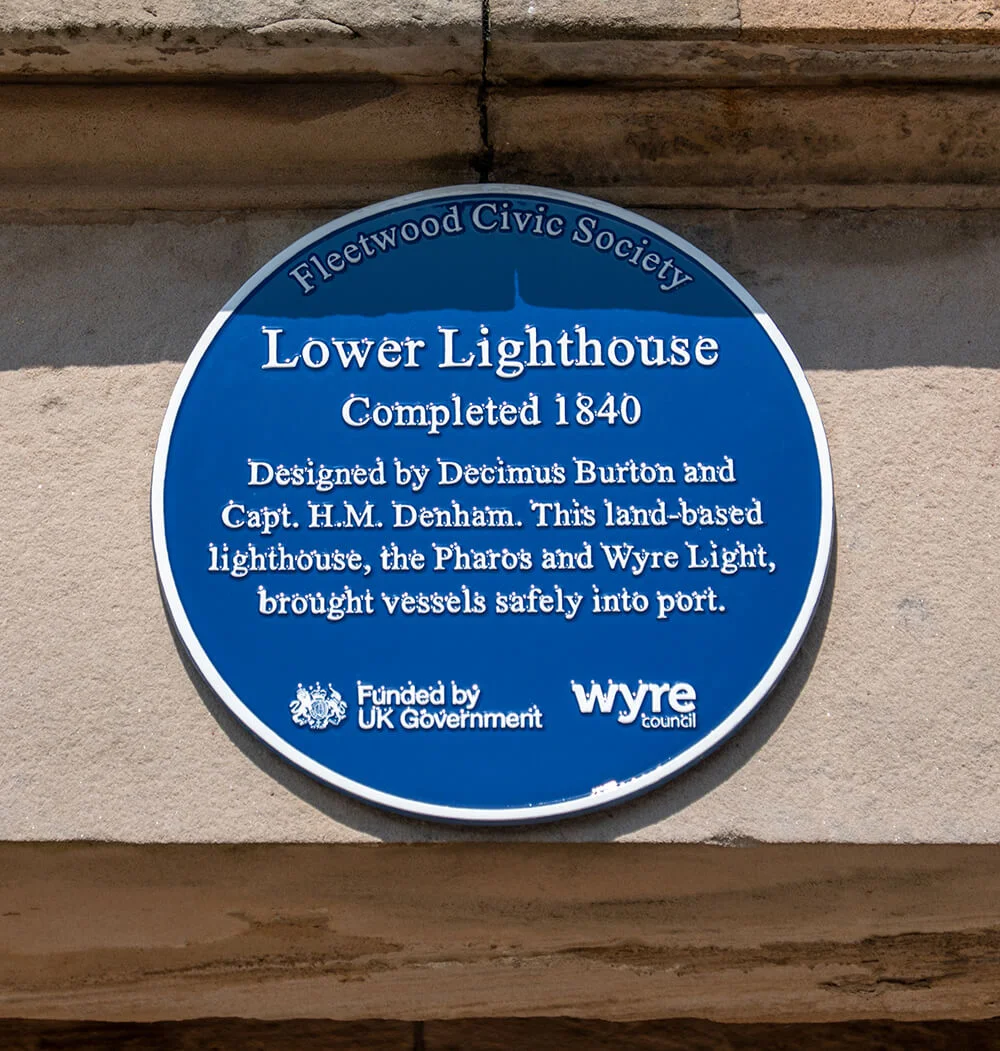 Fleetwood Civic Society
Lower Lighthouse
Completed 1840
Designed by Decimus Burton and
Capt. H.M. Denham. This land-based
lighthouse, the Pharos and Wyre Light,
brought vessels safely into port.
Funded by
UK Government
wyre
council